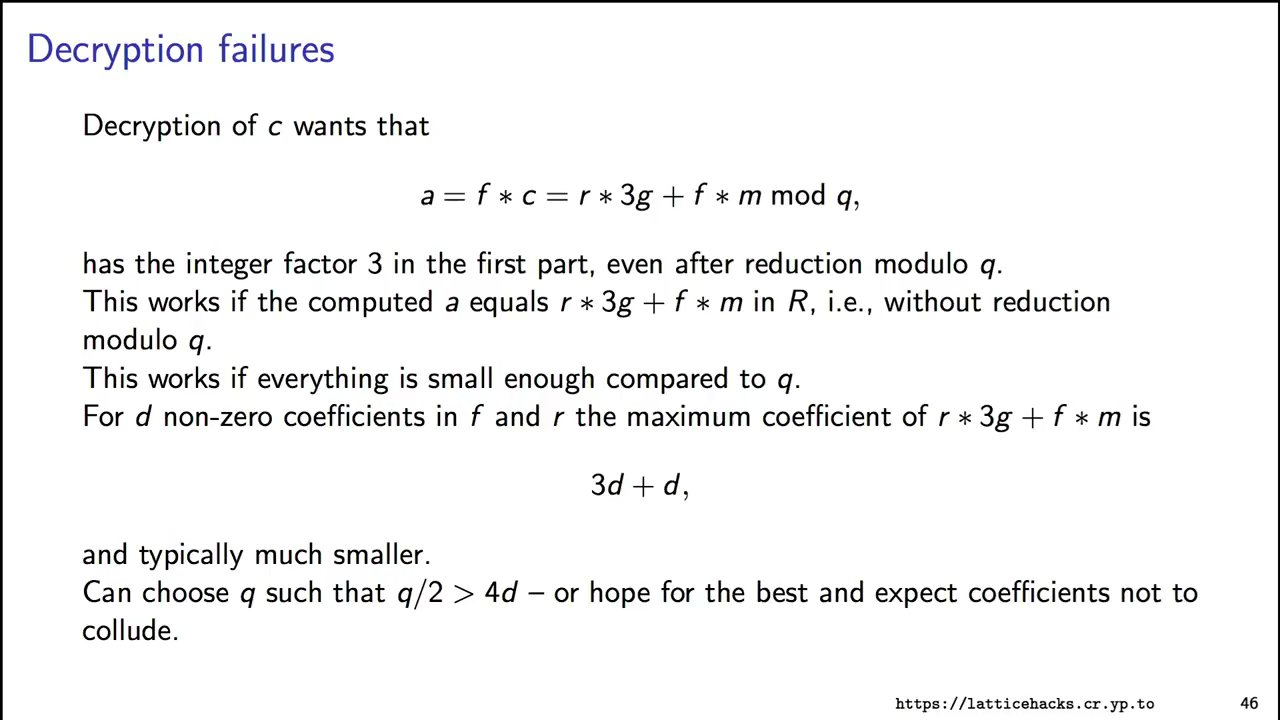 Decryption failures
Decryption of c wants that
a = f ∗ c = r ∗ 3g + f ∗ m mod q,
has the integer factor 3 in the first part, even after reduction modulo q.
This works if the computed a equals r ∗ 3g + f ∗ m in R, i.e., without reduction
modulo q.
This works if everything is small enough compared to q.
For d non-zero coefficients in f and r the maximum coefficient of r ∗ 3g + f ∗ m is
3d + d,
and typically much smaller.
Can choose q such that q/2 > 4d – or hope for the best and expect coefficients not to
collude.
https://latticehacks.cr.yp.to 46